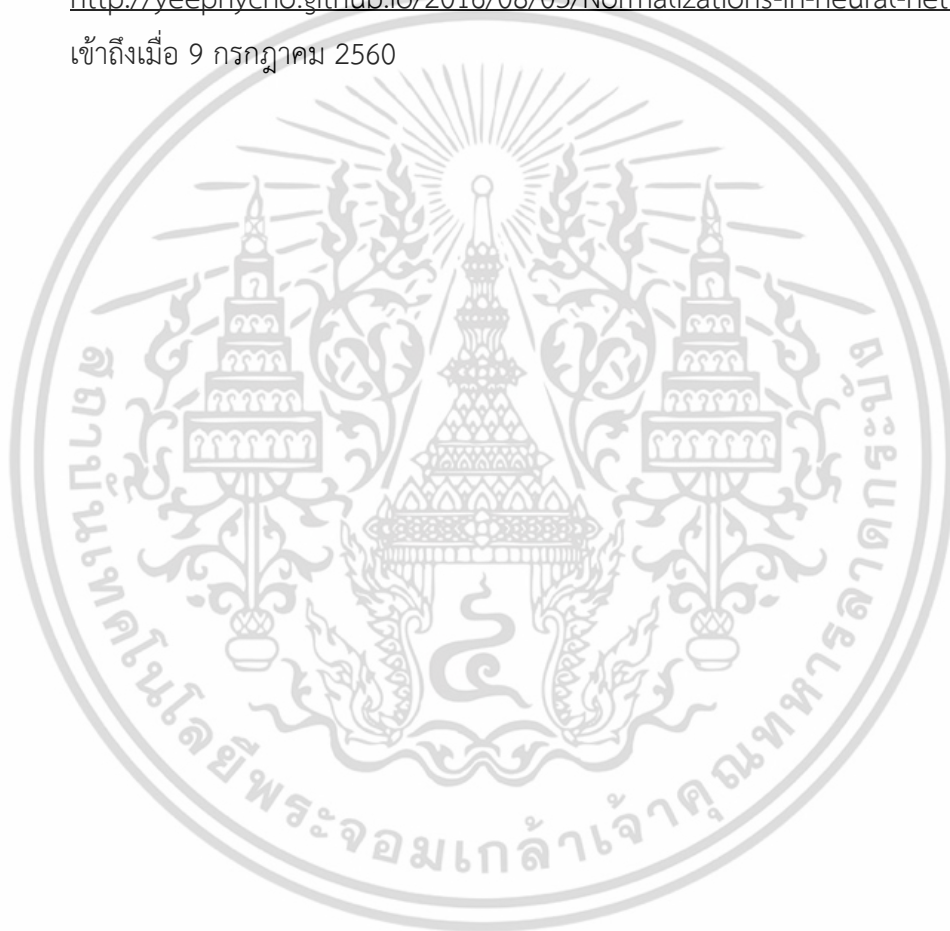 http://yeephycho.github.io/2016/08/03/Normalizations-in-neural-net
เข้าถึงเมื่อ 9 กรกฎาคม 2560
สถาบันเทคโนโลยีพระจอมเกล้าเจ้าคุณทหารลาดกระบัง
๔